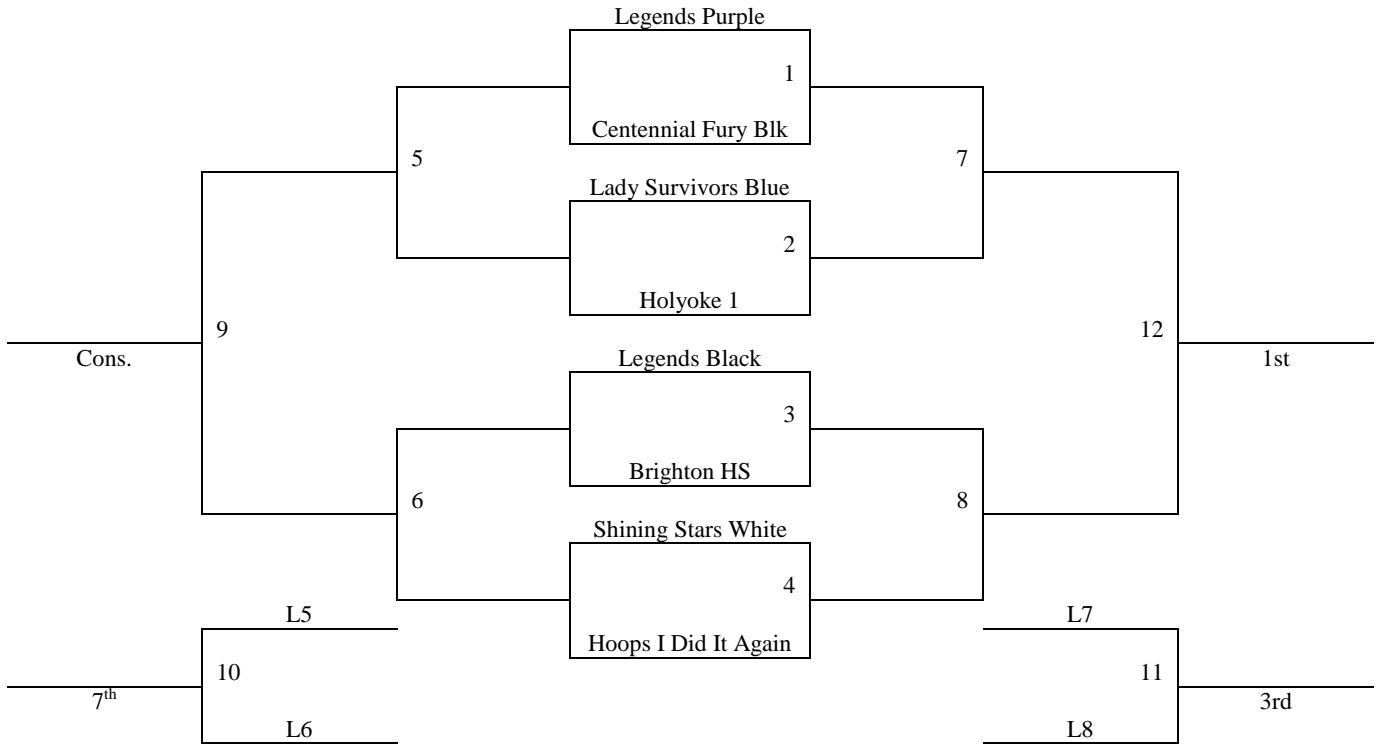 Legends Purple
1
Centennial Fury Blk
5
7
Lady Survivors Blue
2
Holyoke 1
9
12
Cons.
1st
Legends Black
3
Brighton HS
6
8
Shining Stars White
4
L5
L7
Hoops I Did It Again
10
11
7th
3rd
L6
L8